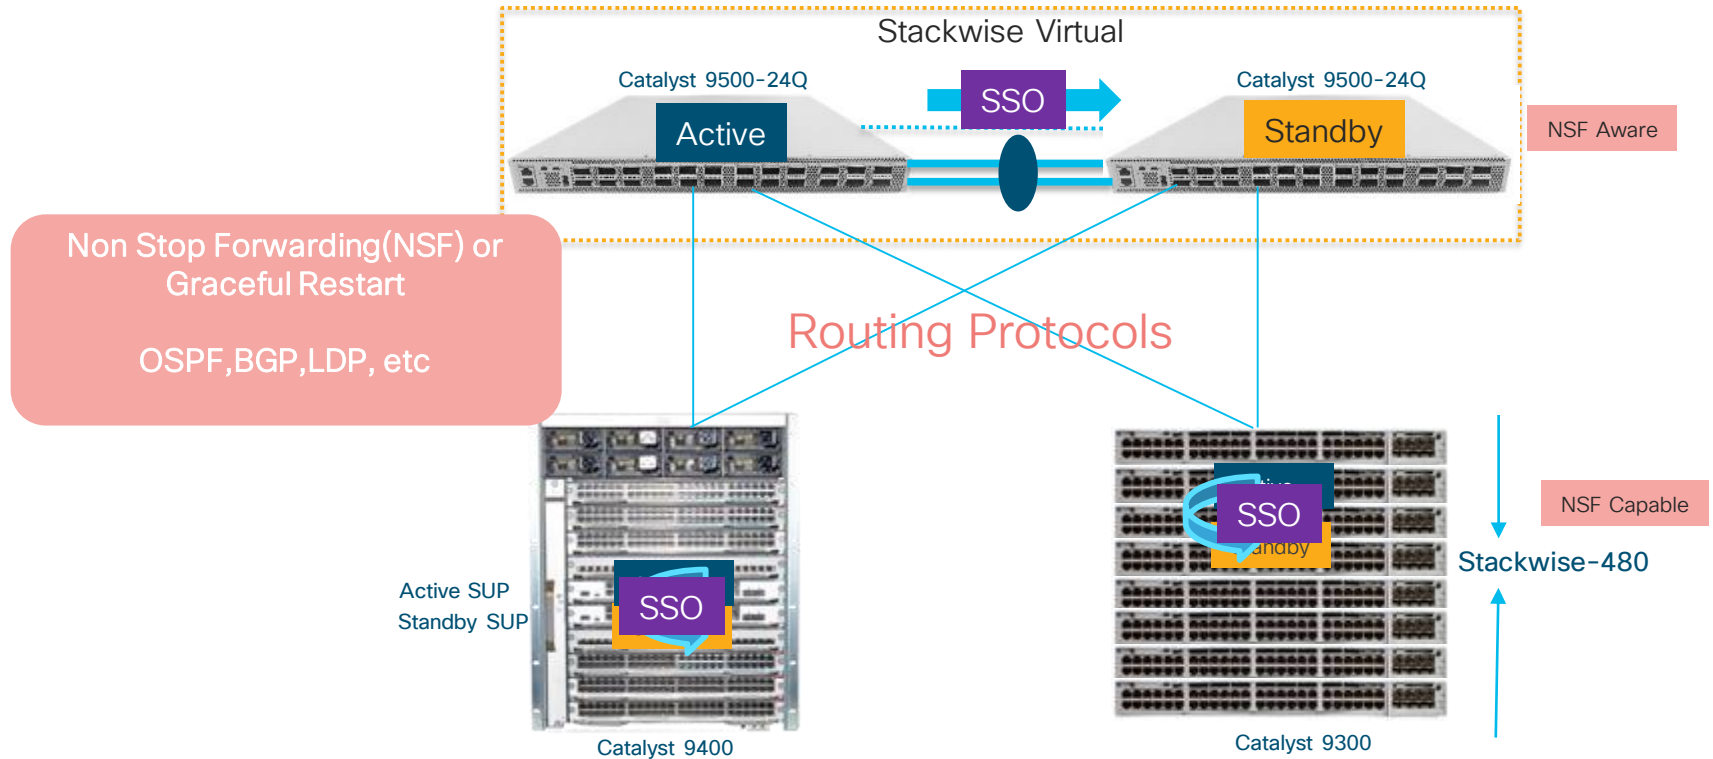 Stackwise Virtual
Catalyst 9500-24Q
Catalyst 9500-24Q
SSO
Active
Standby
NSF Aware
Non Stop Forwarding(NSF) or
Graceful Restart
OSPF,BGP,LDP, etc
Routing Protocols
SSO
NSF Capable
Stackwise-480
Active SUP
Standby SUP
SSO
Catalyst 9400
Catalyst 9300